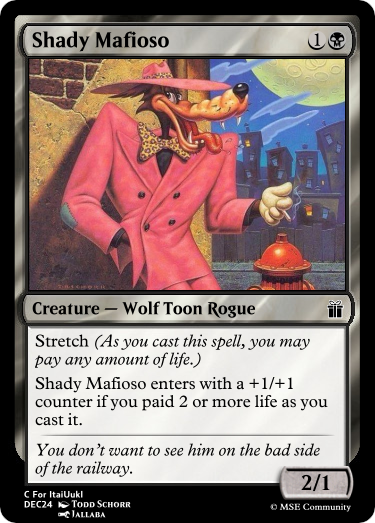 Shady Mafioso 1
Creature — Wolf Toon Rogue
Stretch (As you cast this spell, you may
pay any amount of life.)
Shady Mafioso enters with a +1/+1
counter if you paid 2 or more life as you
cast it.
You don't want to see him on the bad side
of the railway.
2/1
C For ItaiUukI
DEC24 Todd Schorr
Jallaba
© MSE Community